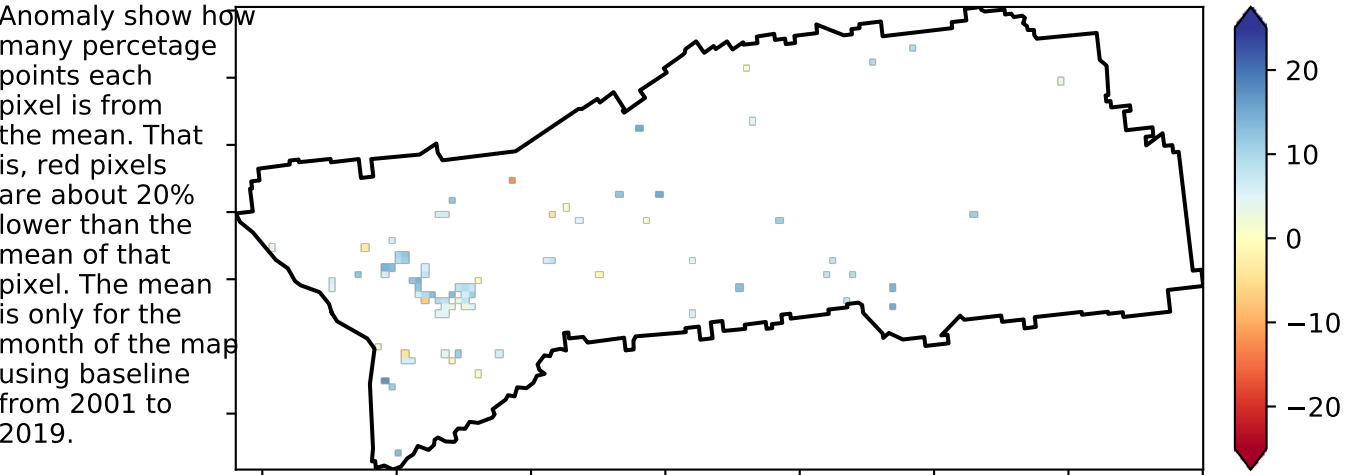 Anomaly show how
many percetage
points each
pixel is from
the mean. That
is, red pixels
are about 20%
lower than the
mean of that
pixel. The mean
is only for the
month of the map
using baseline
from 2001 to
2019.
20
10
0
−10
−20